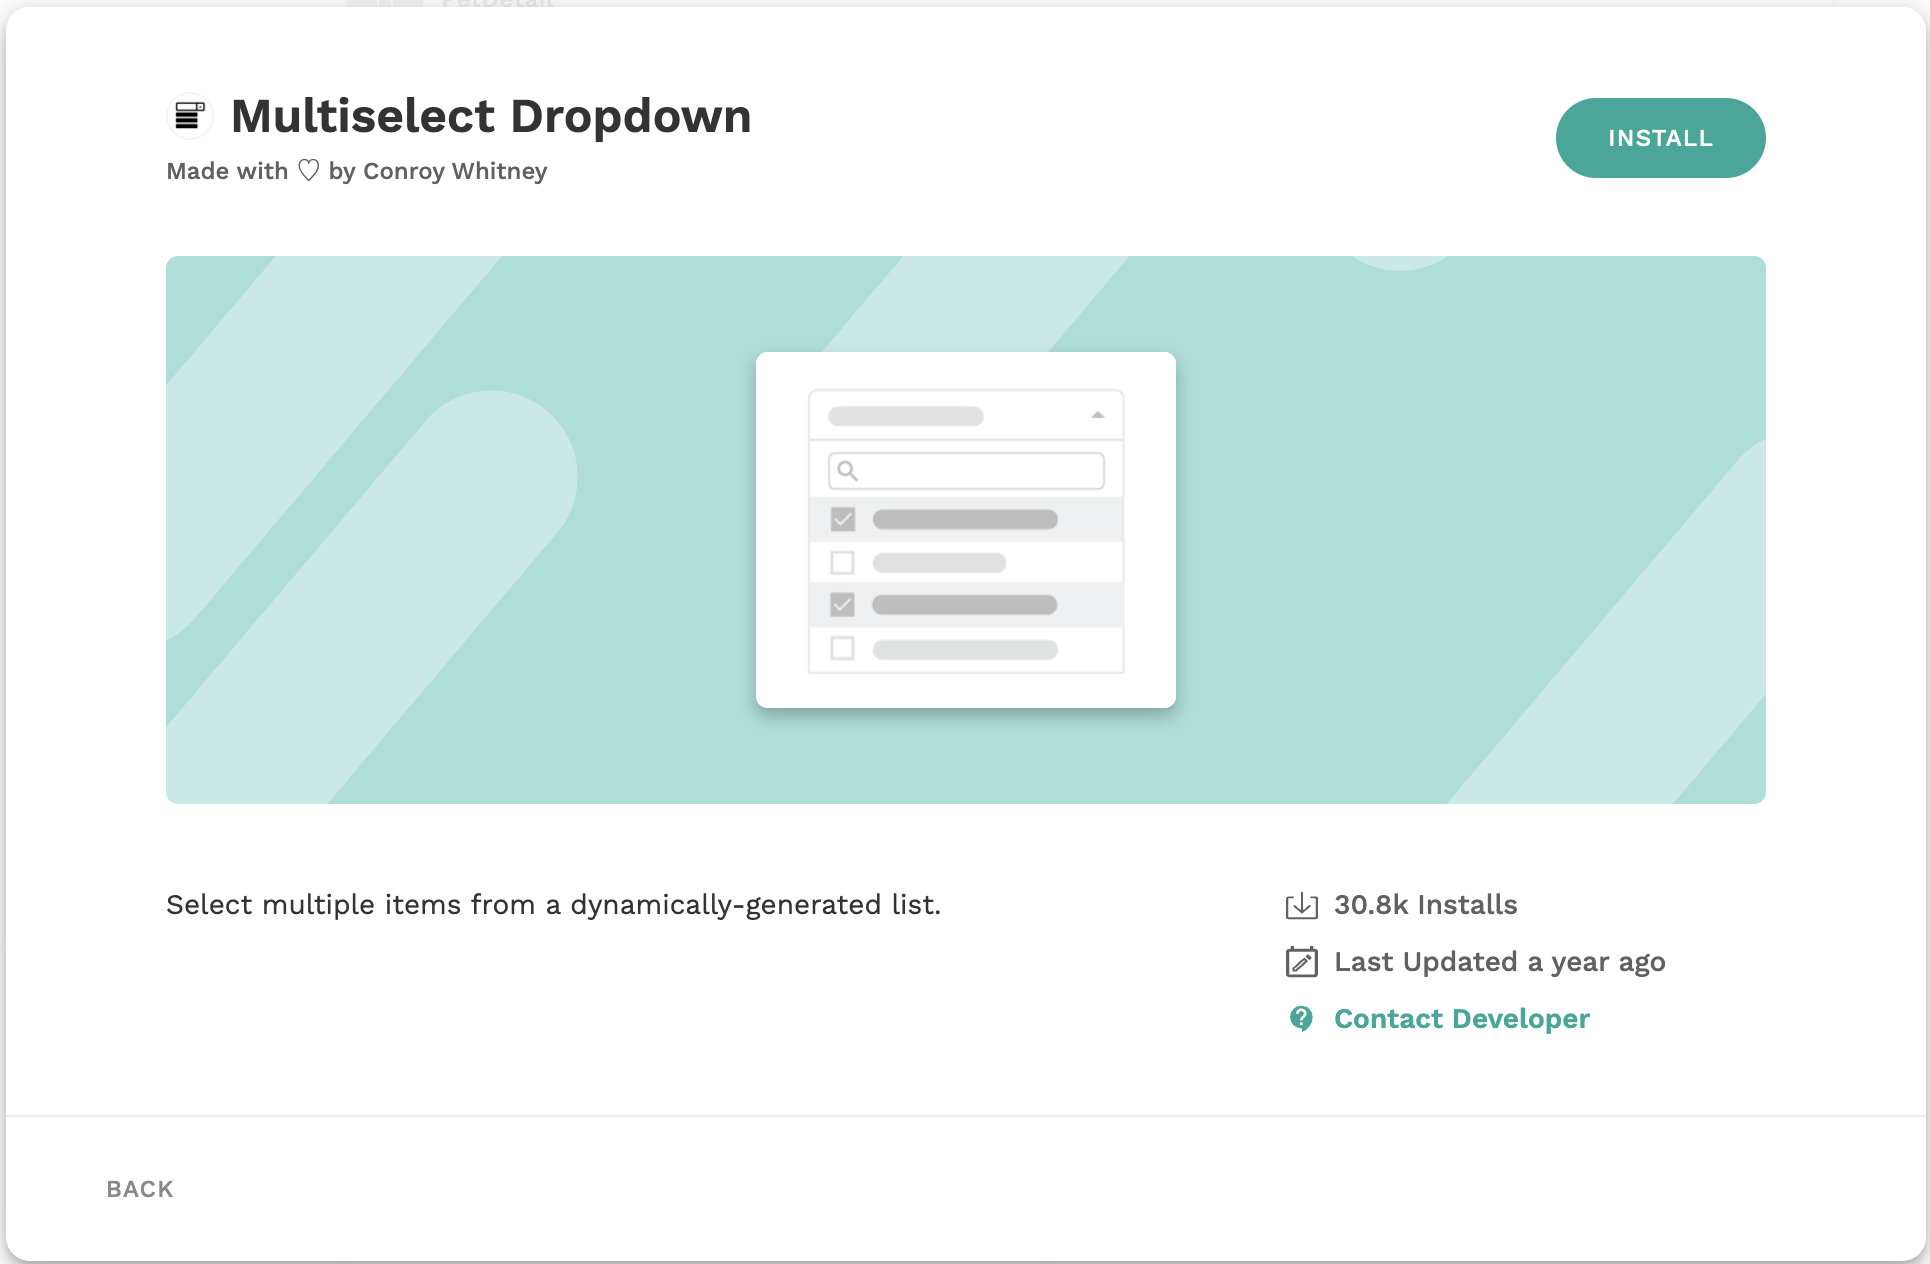 PetDetail
Multiselect Dropdown
INSTALL
Made with ♡ by Conroy Whitney
Select multiple items from a dynamically-generated list.
30.8k Installs
Last Updated a year ago
Contact Developer
BACK